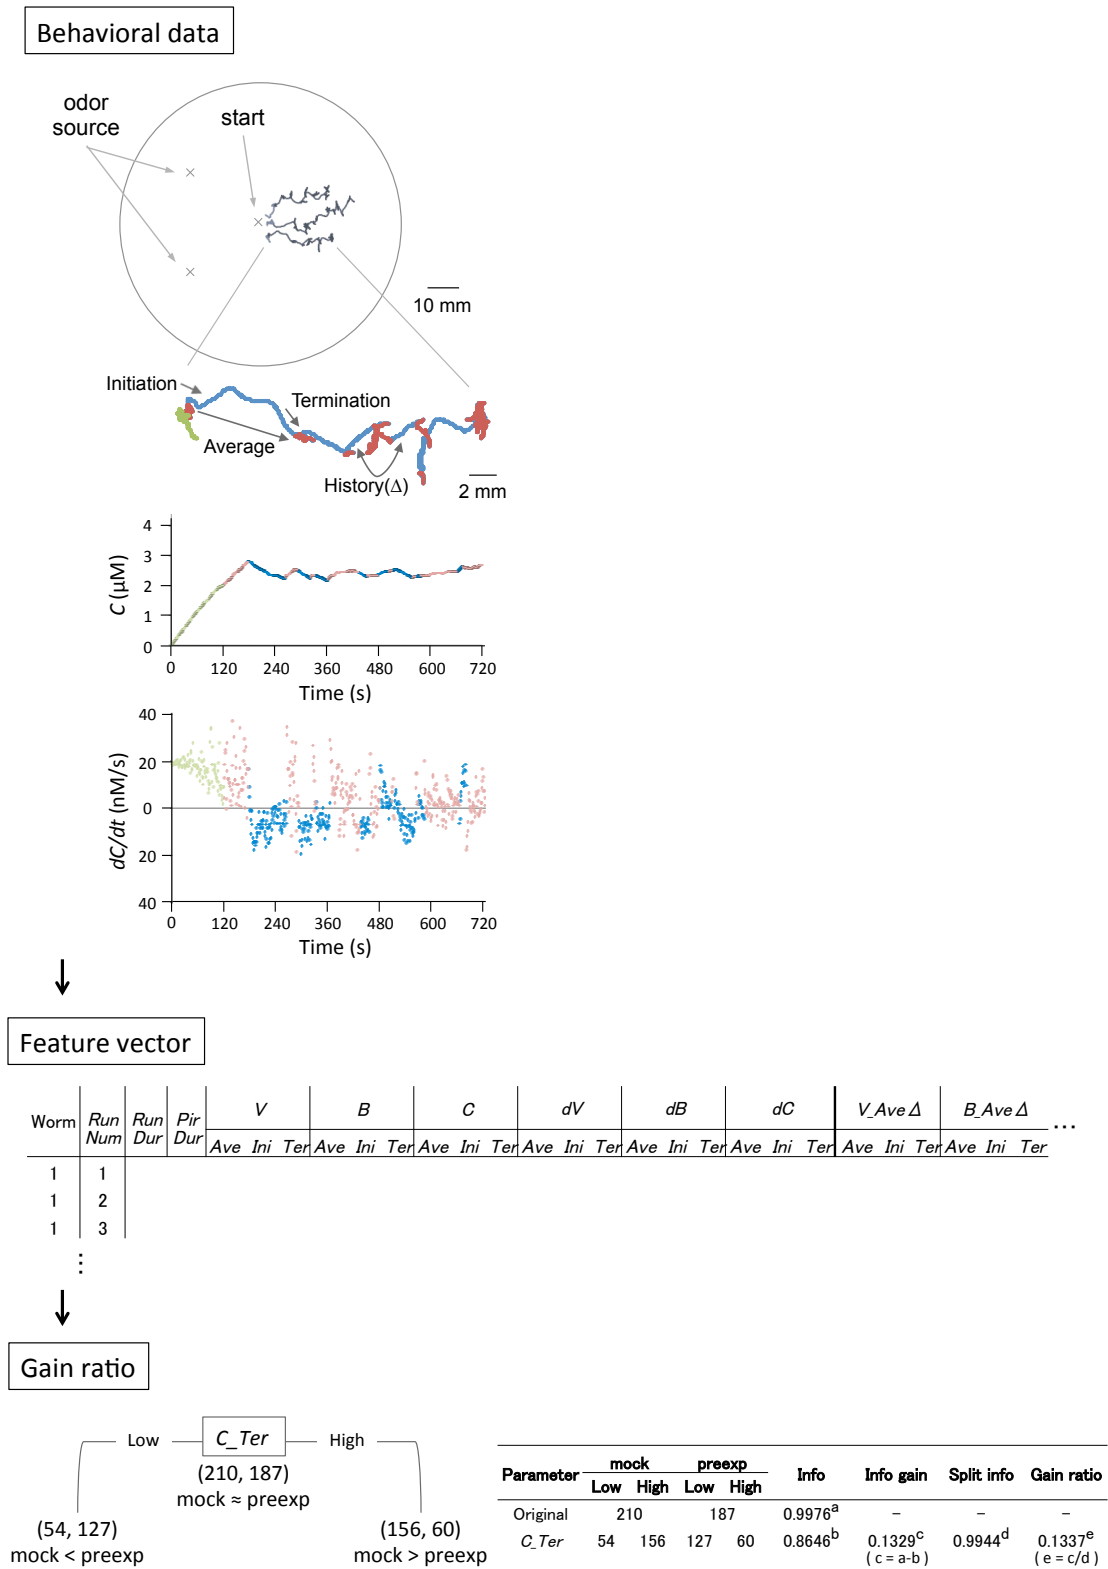 Behavioral data
odor
source
start
10 mm
Initiation
Termination
Average
History(Δ)
2 mm
C (μM)
4
3
2
1
0
0 120 240 360 480 600 720
Time (s)
dC/dt (nM/s)
40
20
0
20
40
0 120 240 360 480 600 720
Time (s)
Feature vector
Worm Run Num Run Dur Pir Dur V B C dV dB dC V_Ave Δ B_Ave Δ ...
Ave Ini Ter Ave Ini Ter Ave Ini Ter Ave Ini Ter Ave Ini Ter Ave Ini Ter Ave Ini Ter Ave Ini Ter
1 1
1 2
1 3
⋮
Gain ratio
Low C_Ter High
(210, 187)
mock ≈ preexp
(54, 127)
mock < preexp
(156, 60)
mock > preexp
Parameter mock preexp Info Info gain Split info Gain ratio
Low High Low High
Original 210 187 0.9976a – – –
C_Ter 54 156 127 60 0.8646b 0.1329c 0.9944d 0.1337e
( c = a-b ) ( e = c/d )